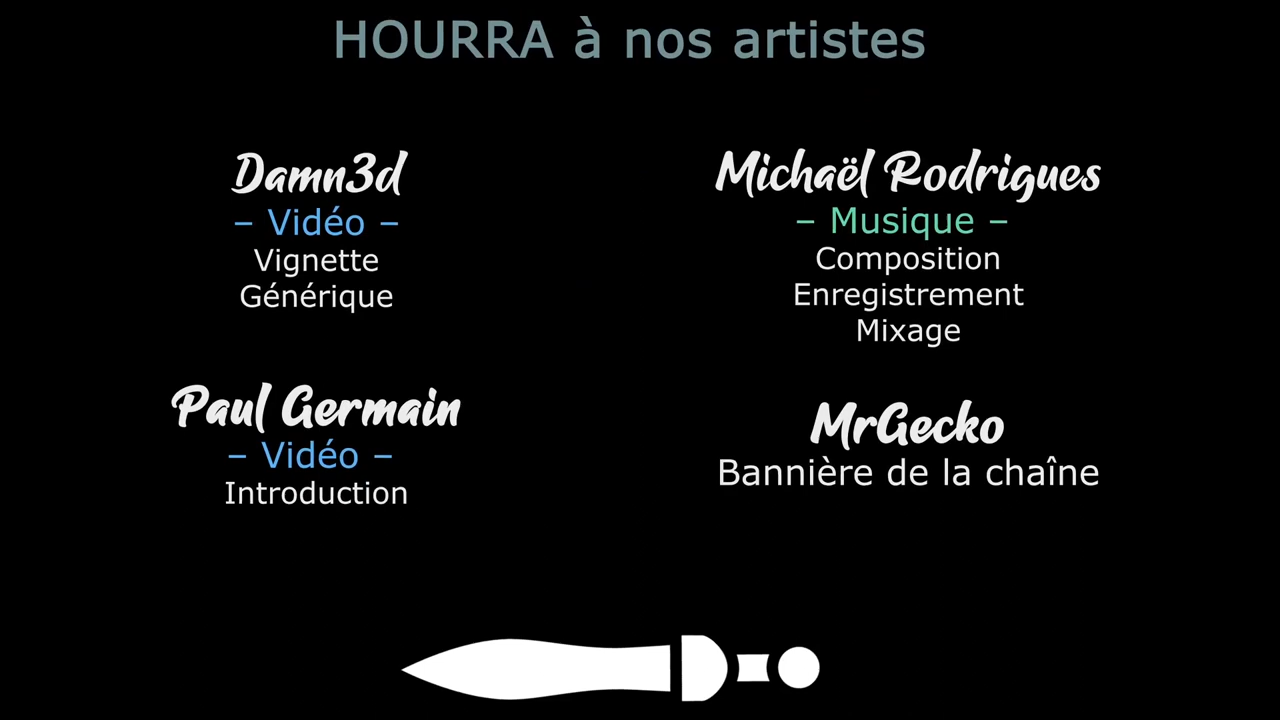 HOURRA à nos artistes
Damn3d
– Vidéo –
Vignette
Générique
Michaël Rodrigues
– Musique –
Composition
Enregistrement
Mixage
Paul Germain
– Vidéo –
Introduction
MrGecko
Bannière de la chaîne